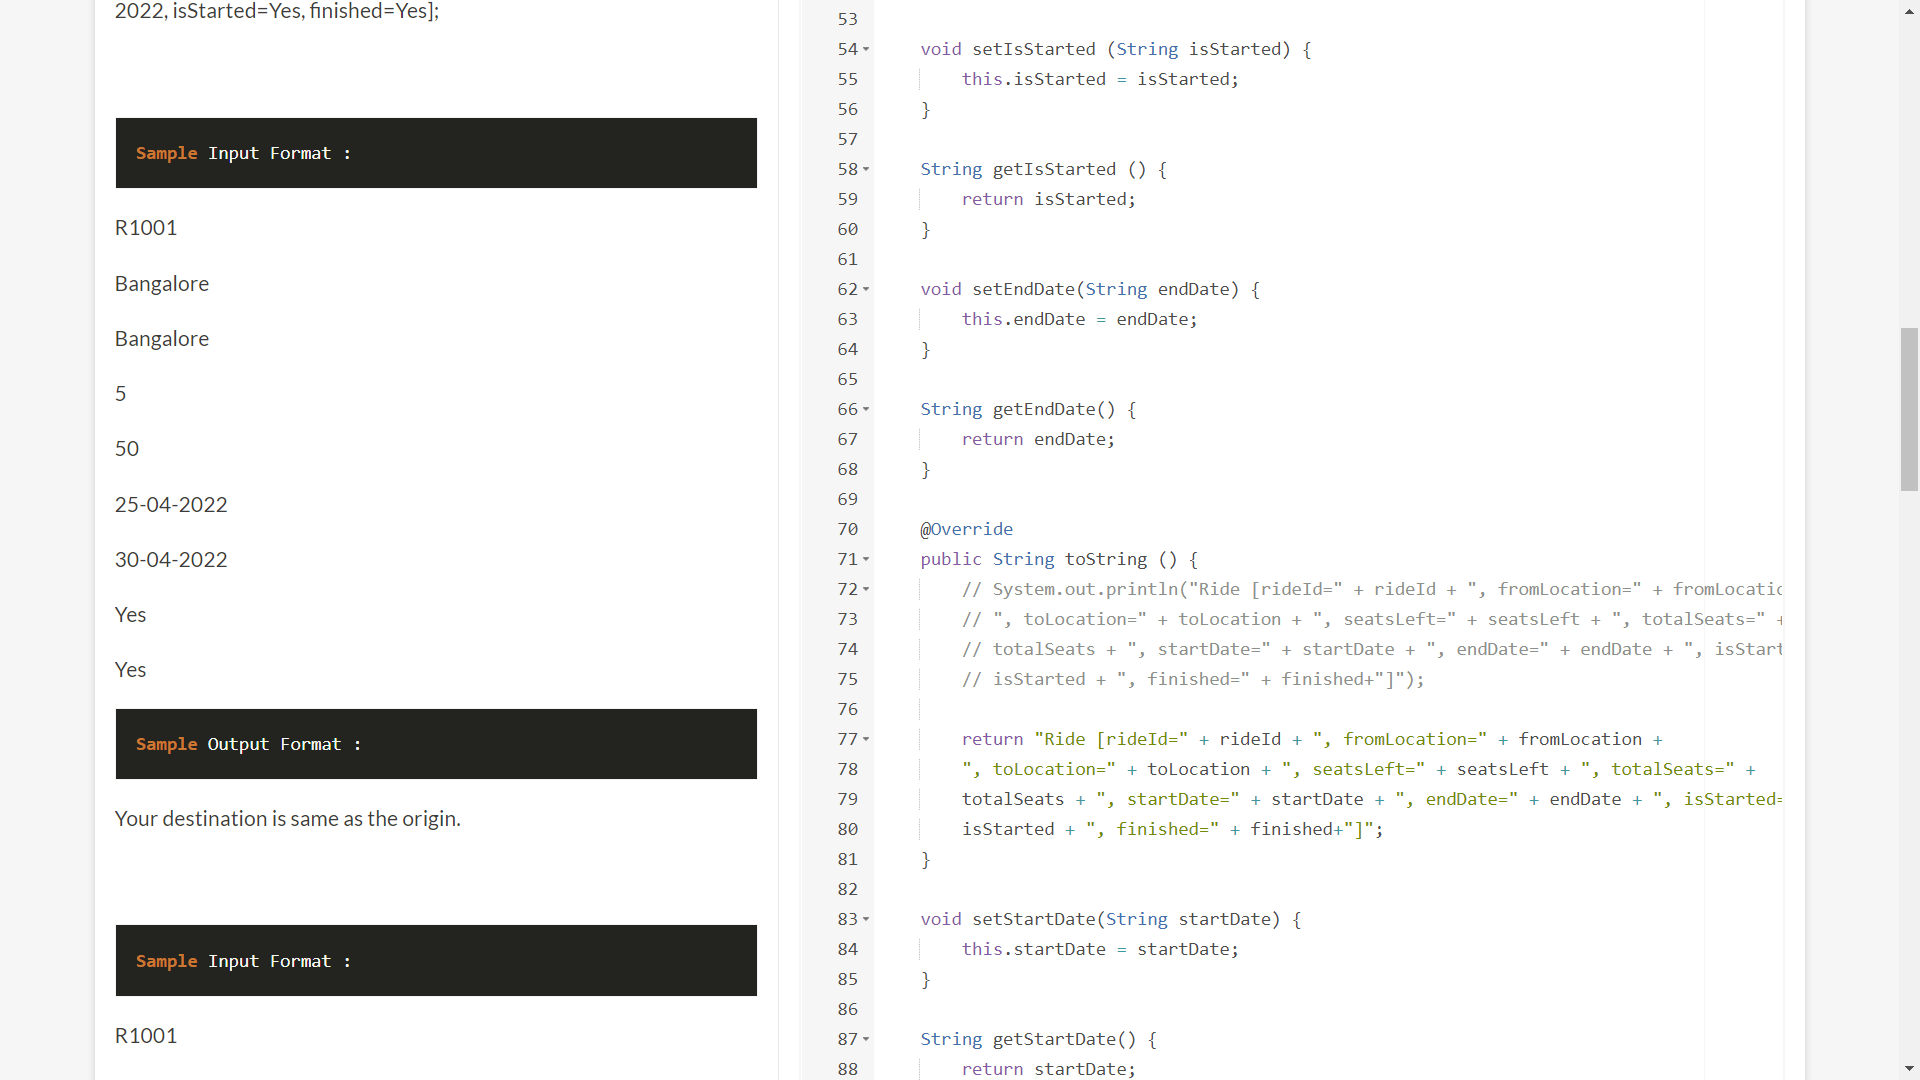 2022, isStarted=Yes, finished=Yes];
Sample Input Format :
R1001
Bangalore
Bangalore
5
50
25-04-2022
30-04-2022
Yes
Yes
Sample Output Format :
Your destination is same as the origin.
Sample Input Format :
R1001
53
54 void setIsStarted (String isStarted) {
55 this.isStarted = isStarted;
56 }
57
58 String getIsStarted () {
59 return isStarted;
60 }
61
62 void setEndDate(String endDate) {
63 this.endDate = endDate;
64 }
65
66 String getEndDate() {
67 return endDate;
68 }
69
70 @Override
71 public String toString () {
72 // System.out.println("Ride [rideId=" + rideId + ", fromLocation=" + fromLocatio
73 // ", toLocation=" + toLocation + ", seatsLeft=" + seatsLeft + ", totalSeats=" +
74 // totalSeats + ", startDate=" + startDate + ", endDate=" + endDate + ", isStart
75 // isStarted + ", finished=" + finished+"]");
76
77 return "Ride [rideId=" + rideId + ", fromLocation=" + fromLocation +
78 ", toLocation=" + toLocation + ", seatsLeft=" + seatsLeft + ", totalSeats=" +
79 totalSeats + ", startDate=" + startDate + ", endDate=" + endDate + ", isStarted=
80 isStarted + ", finished=" + finished+"]";
81 }
82
83 void setStartDate(String startDate) {
84 this.startDate = startDate;
85 }
86
87 String getStartDate() {
88 return startDate;